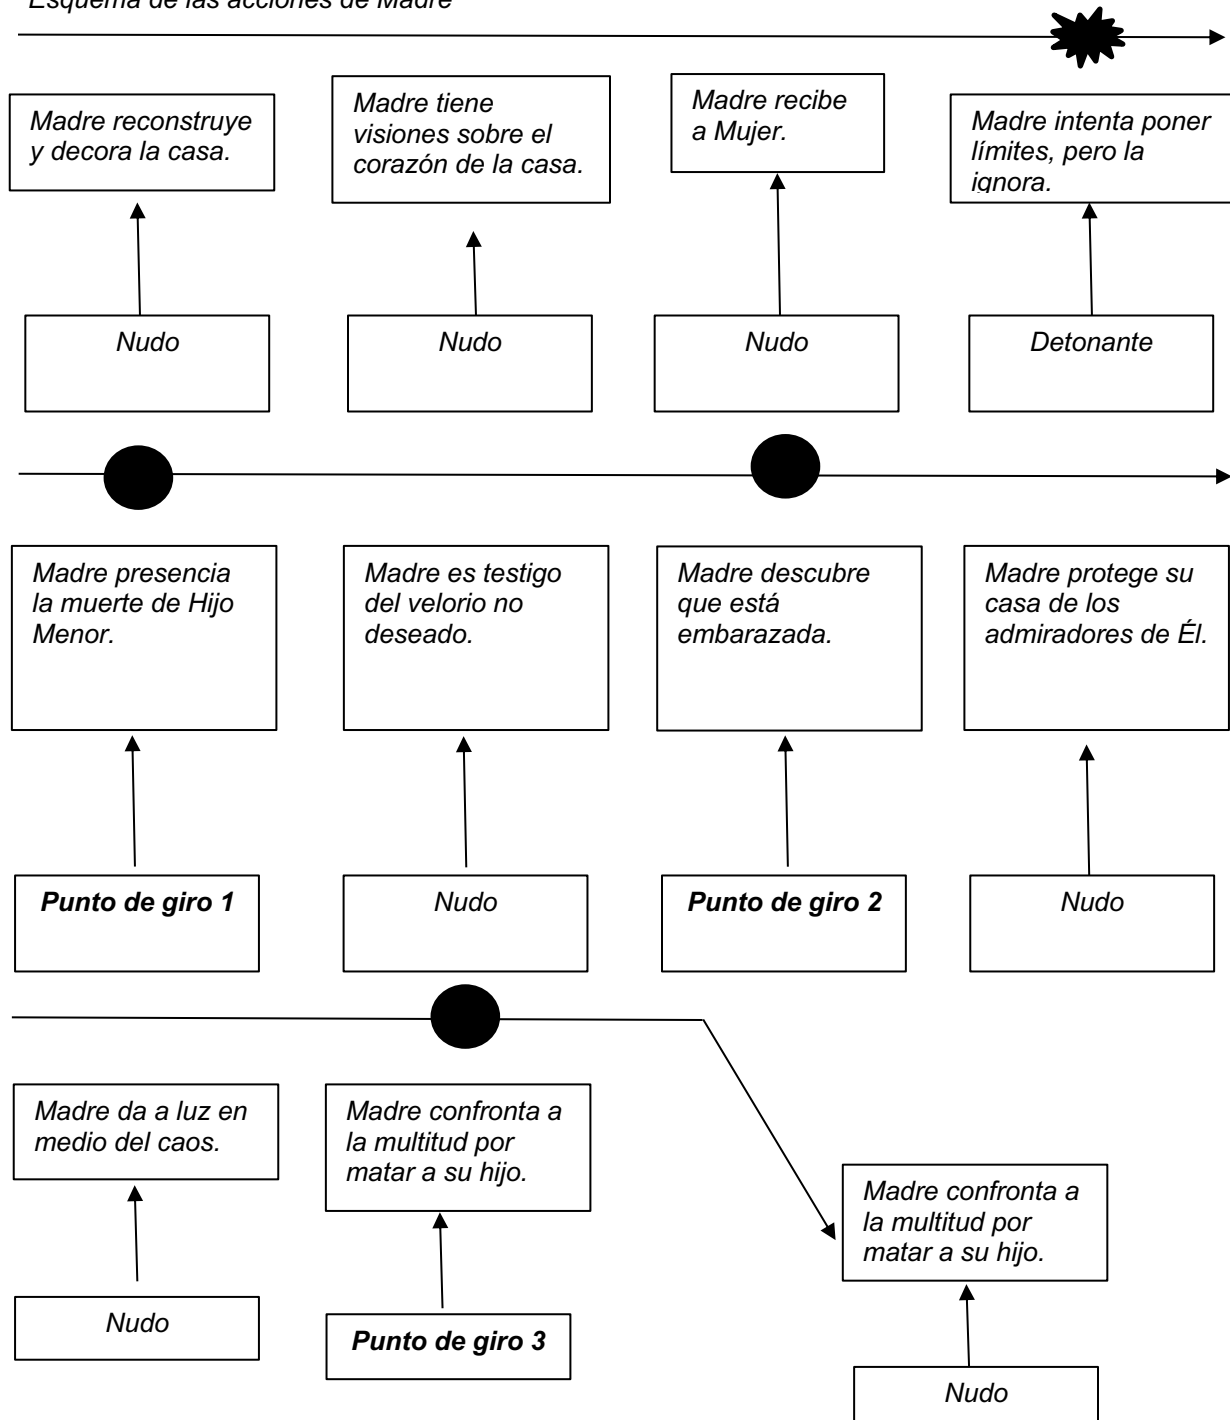 Esquema de las acciones de Madre
Madre reconstruye
y decora la casa.
Madre tiene
visiones sobre el
corazón de la casa.
Madre recibe
a Mujer.
Madre intenta poner
límites, pero la
ignora.
Nudo
Nudo
Nudo
Detonante
Madre presencia
la muerte de Hijo
Menor.
Madre es testigo
del velorio no
deseado.
Madre descubre
que está
embarazada.
Madre protege su
casa de los
admiradores de Él.
Punto de giro 1
Nudo
Punto de giro 2
Nudo
Madre da a luz en
medio del caos.
Madre confronta a
la multitud por
matar a su hijo.
Madre confronta a
la multitud por
matar a su hijo.
Nudo
Punto de giro 3
Nudo